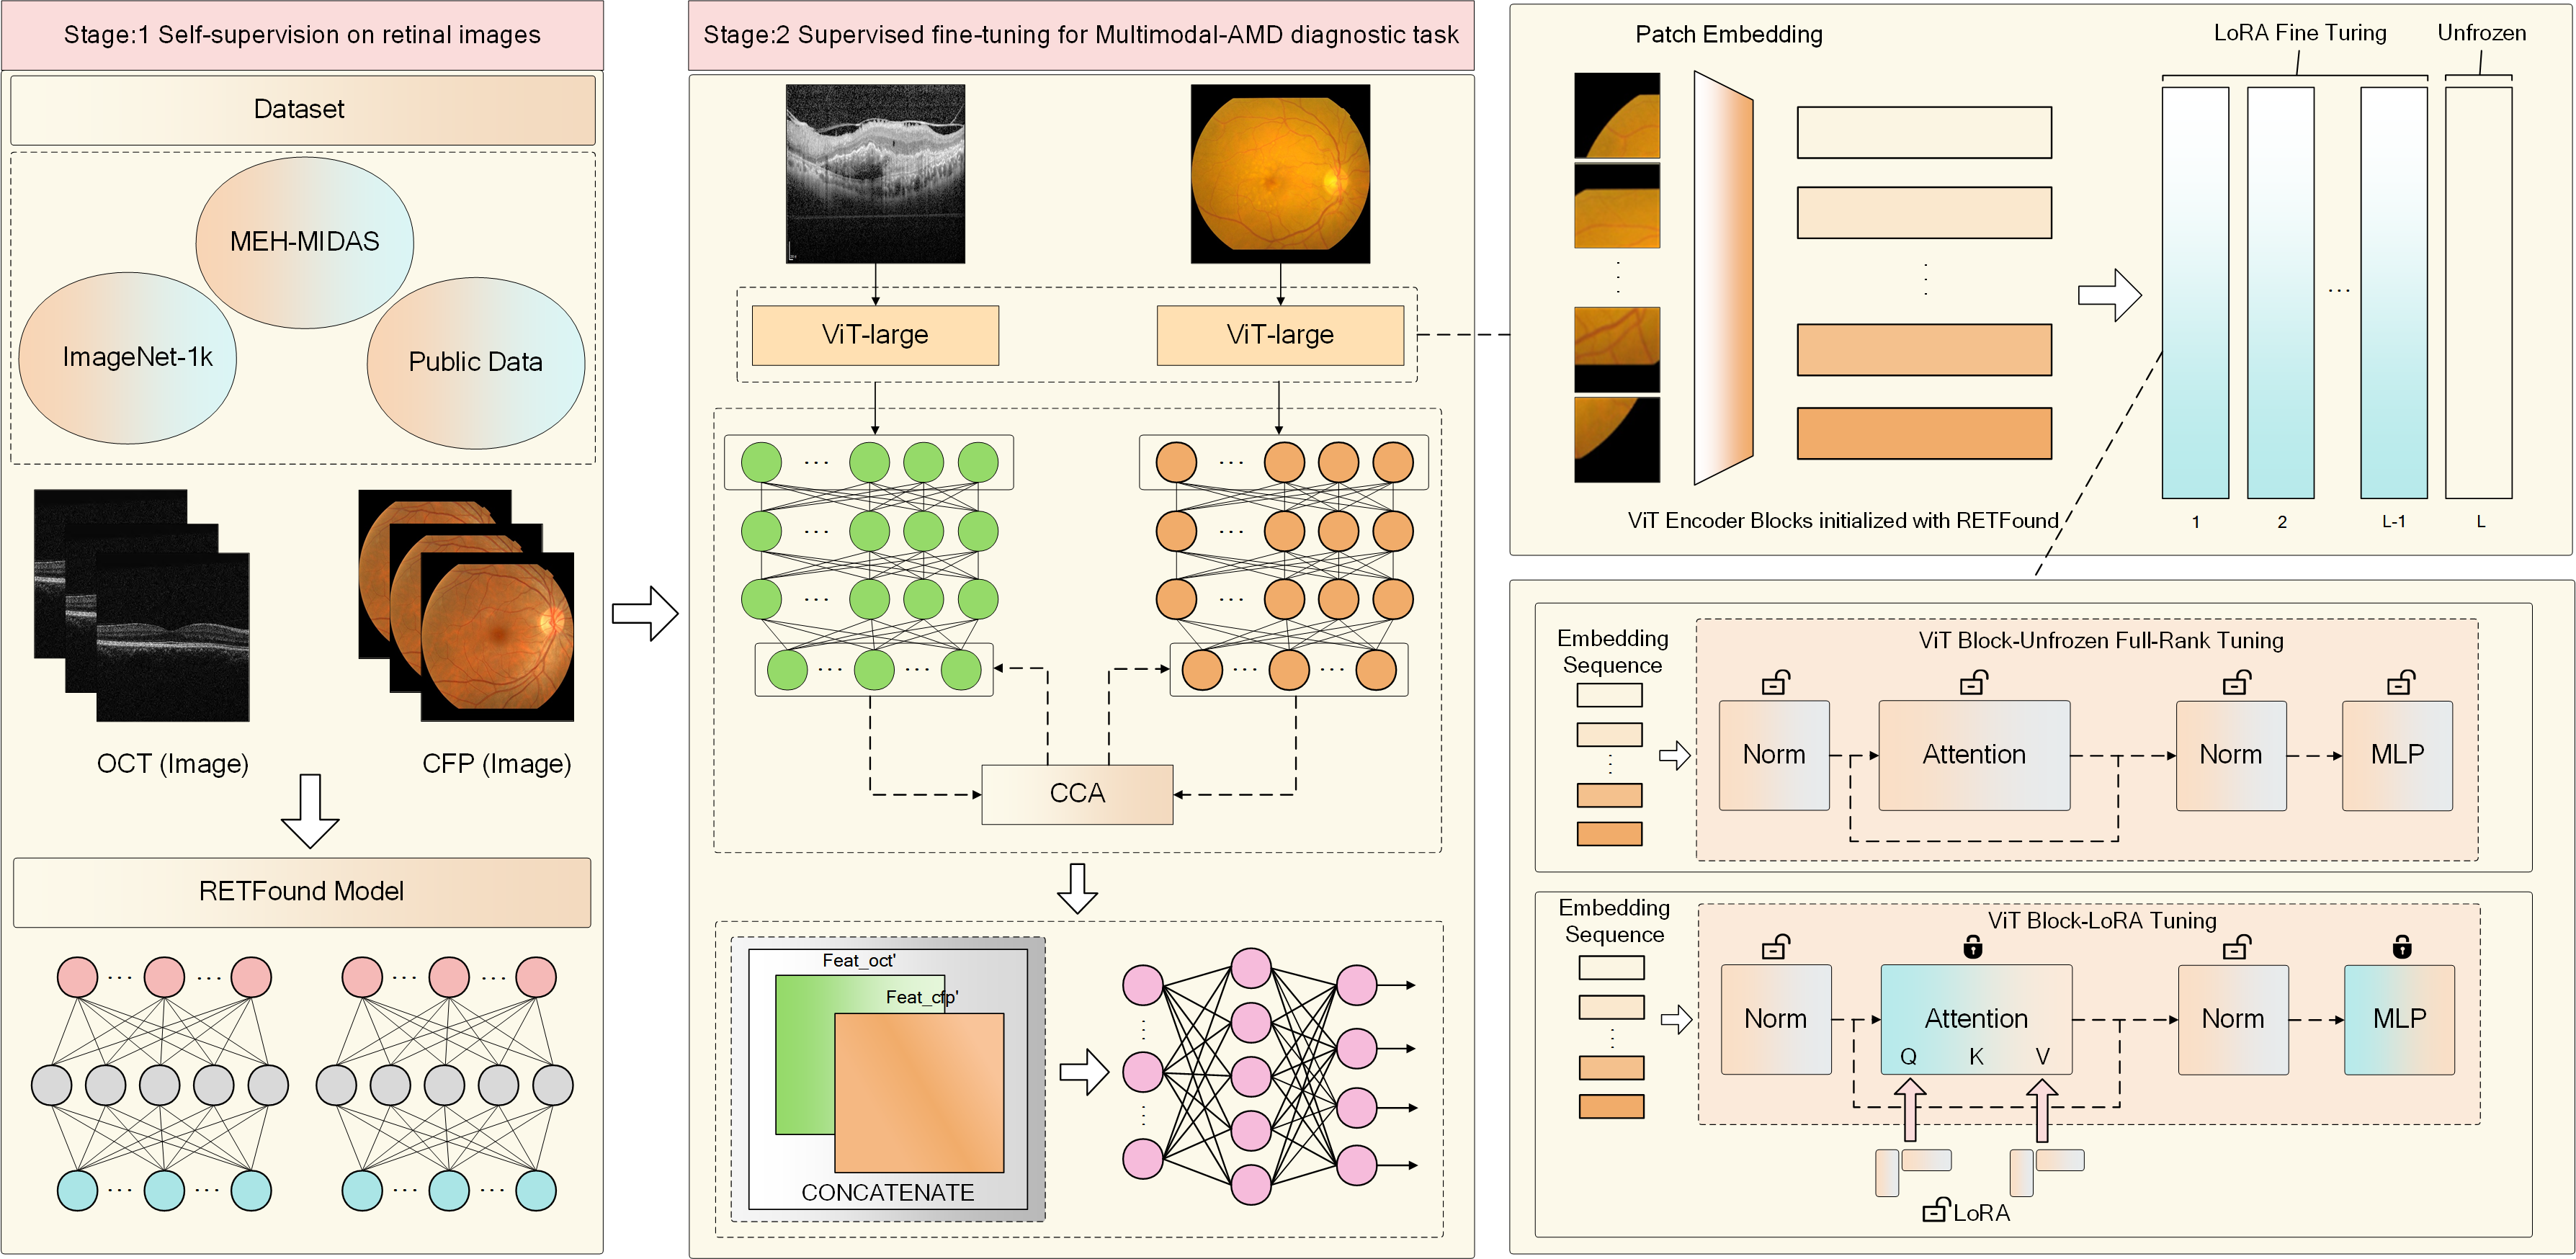 Stage:1 Self-supervision on retinal images
Dataset
MEH-MIDAS
ImageNet-1k
Public Data
OCT (Image)
CFP (Image)
RETFound Model
Stage:2 Supervised fine-tuning for Multimodal-AMD diagnostic task
ViT-large
ViT-large
CCA
Feat_oct'
Feat_cfp'
CONCATENATE
Patch Embedding
LoRA Fine Turing
Unfrozen
ViT Encoder Blocks initialized with RETFound
1
2
L-1
L
Embedding
Sequence
ViT Block-Unfrozen Full-Rank Tuning
Norm
Attention
Norm
MLP
Embedding
Sequence
ViT Block-LoRA Tuning
Norm
Attention
Q
K
V
Norm
MLP
LoRA